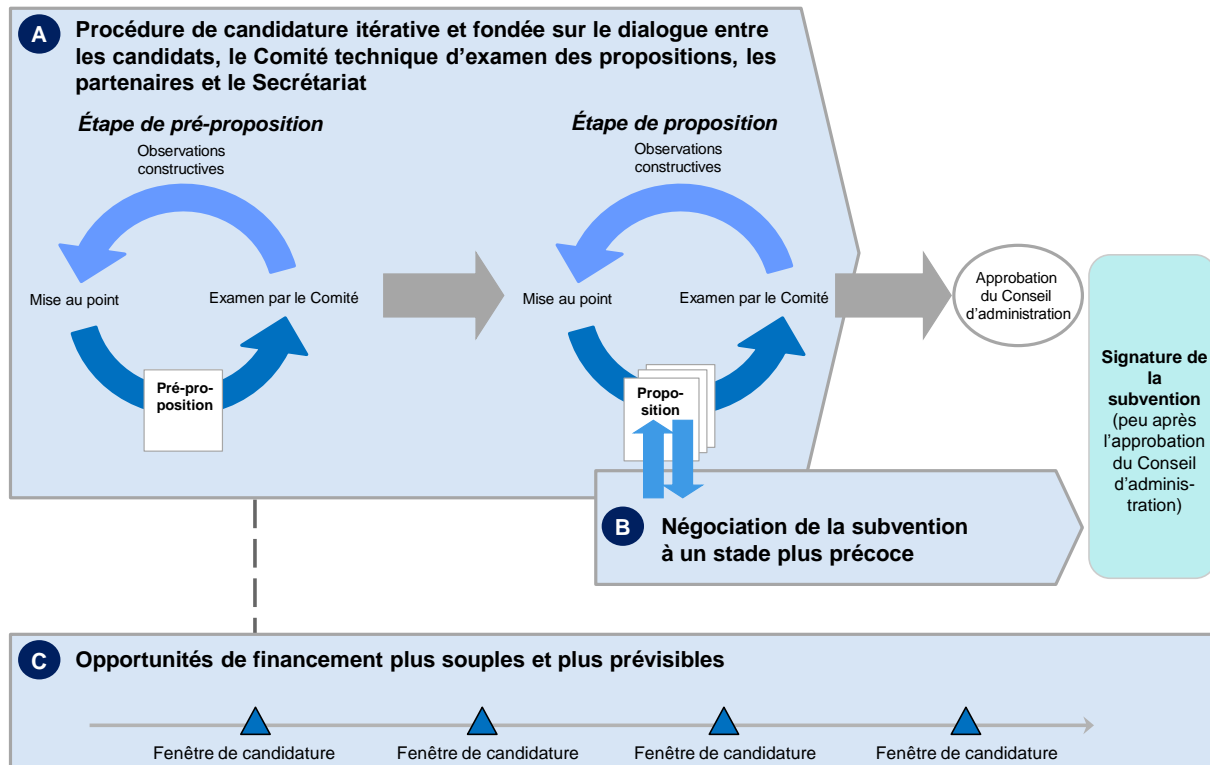 A
Procédure de candidature itérative et fondée sur le dialogue entre
les candidats, le Comité technique d'examen des propositions, les
partenaires et le Secrétariat
Étape de pré-proposition
Observations
constructives
Mise au point
Examen par le Comité
Pré-pro-
position
Étape de proposition
Observations
constructives
Mise au point
Examen par le Comité
Propo-
sition
Approbation
du Conseil
d'administration
Signature de
la
subvention
(peu après
l'approbation
du Conseil
d'adminis-
tration)
B
Négociation de la subvention
à un stade plus précoce
C
Opportunités de financement plus souples et plus prévisibles
Fenêtre de candidature
Fenêtre de candidature
Fenêtre de candidature
Fenêtre de candidature